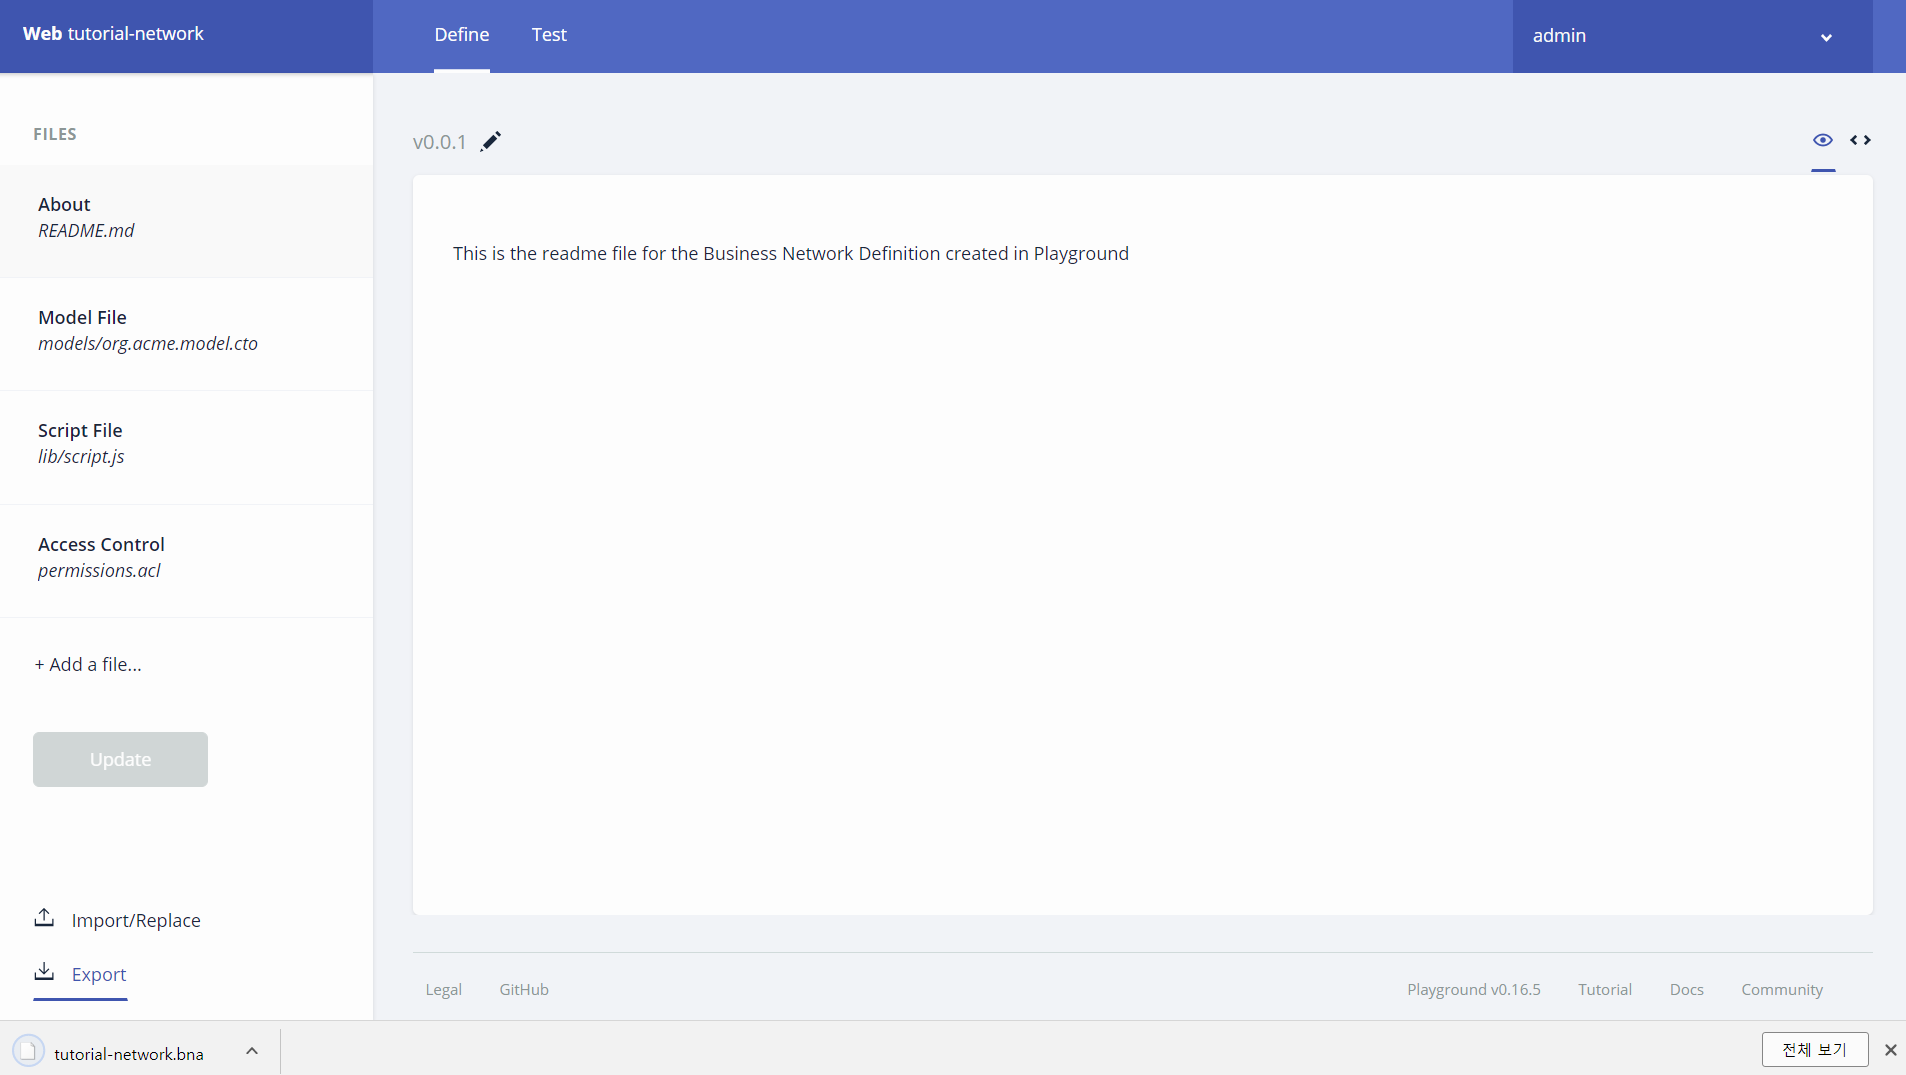 Web tutorial-network
Define
Test
admin
FILES
About
README.md
Model File
models/org.acme.model.cto
Script File
lib/script.js
Access Control
permissions.acl
+ Add a file...
Update
Import/Replace
Export
v0.0.1
This is the readme file for the Business Network Definition created in Playground
Legal
GitHub
Playground v0.16.5
Tutorial
Docs
Community
tutorial-network.bna
전체 보기